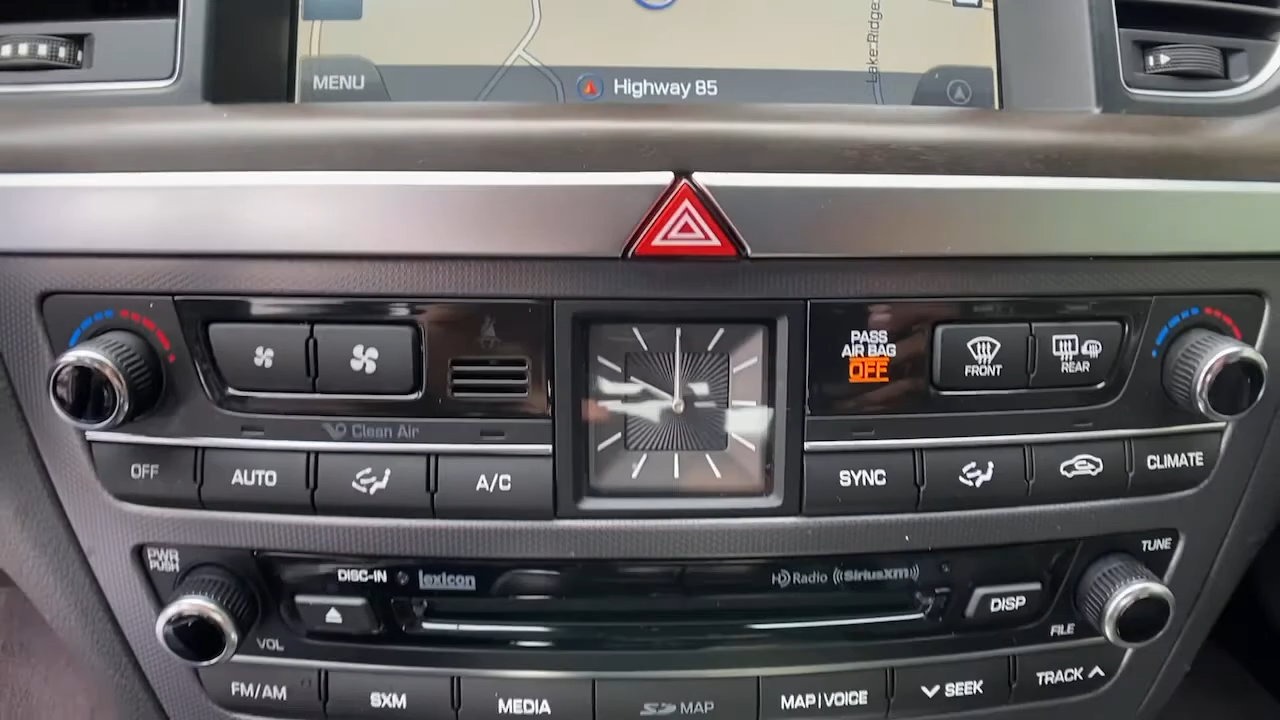 Lake Ridge
MENU
Highway 85
PASS
AIR BAG
OFF
FRONT
REAR
Clean Air
OFF
AUTO
A/C
SYNC
CLIMATE
PWR
PUSH
DISC-IN
lexicon
HD Radio
((SiriusXM))
TUNE
DISP
VOL
FILE
FM/AM
SXM
MEDIA
SD MAP
MAP|VOICE
SEEK
TRACK